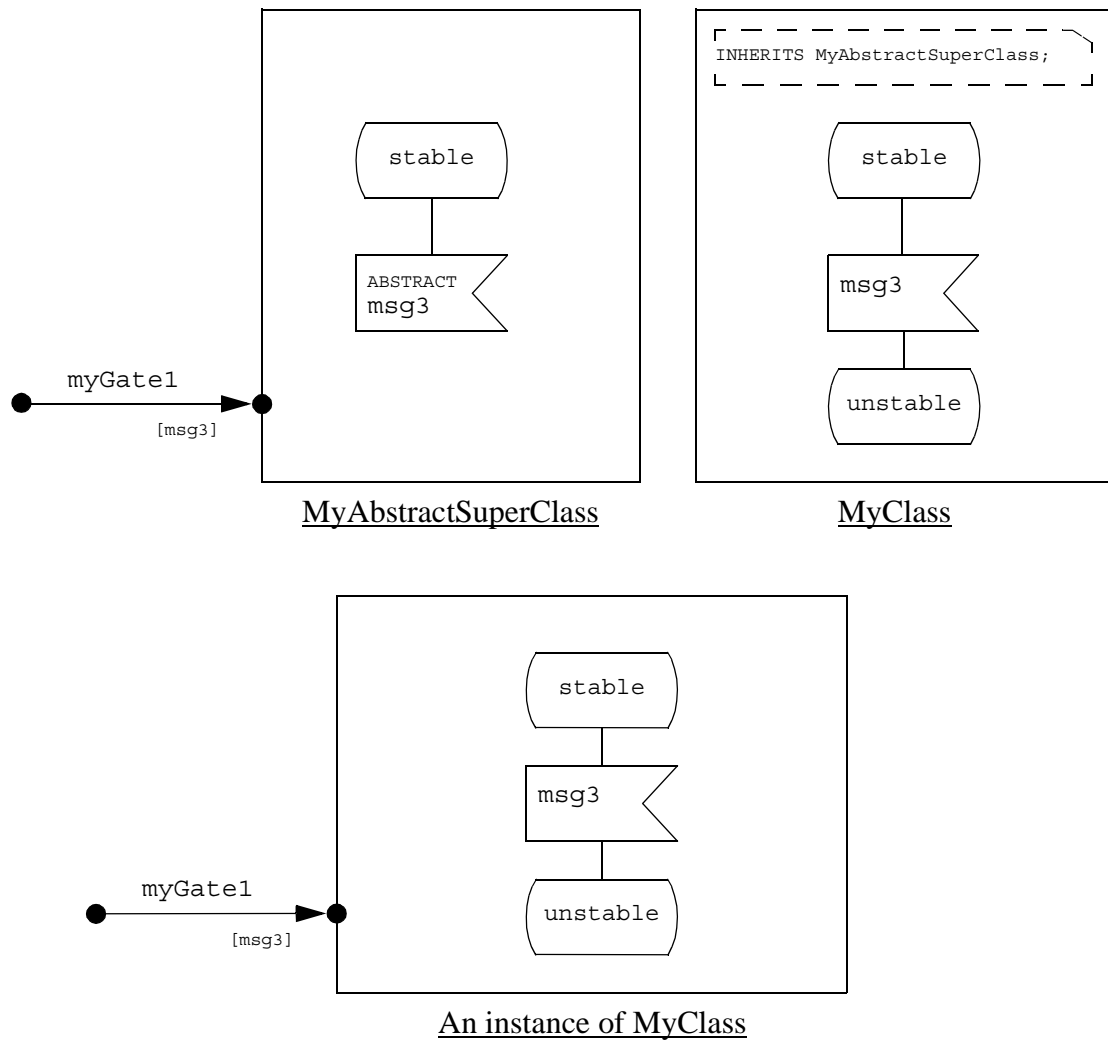 stable
ABSTRACT
msg3
myGate1
[msg3]
MyAbstractSuperClass
INHERITS MyAbstractSuperClass;
stable
msg3
unstable
MyClass
stable
msg3
unstable
myGate1
[msg3]
An instance of MyClass